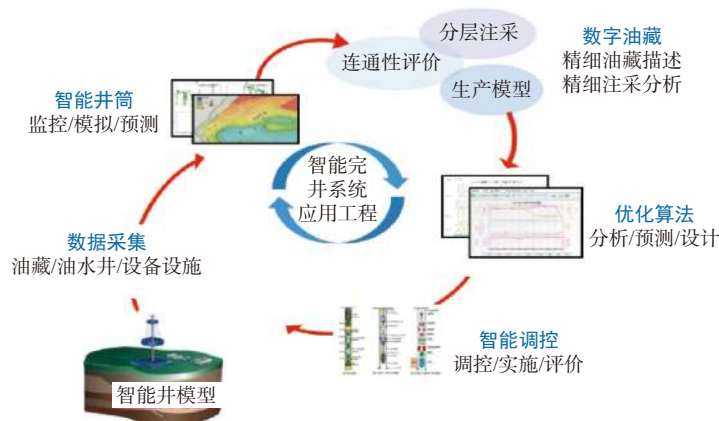 分层注采
连通性评价
生产模型
数字油藏
精细油藏描述
精细注采分析
智能井筒
监控/模拟/预测
智能完
井系统
应用工程
优化算法
分析/预测/设计
数据采集
油藏/油水井/设备设施
智能调控
调控/实施/评价
智能井模型